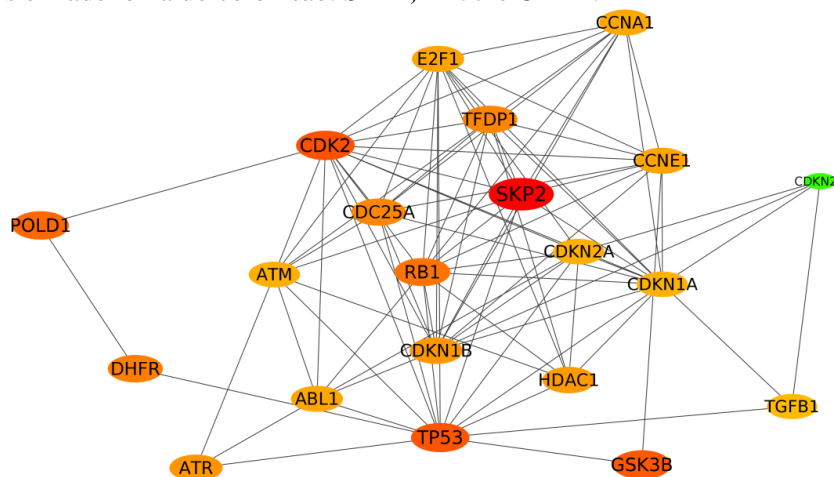 CCNA1
E2F1
TFDP1
CDK2
CCNE1
CDKN2
SKP2
CDC25A
POLD1
CDKN2A
RB1
ATM
CDKN1A
CDKN1B
DHFR
HDAC1
ABL1
TGFB1
TP53
GSK3B
ATR